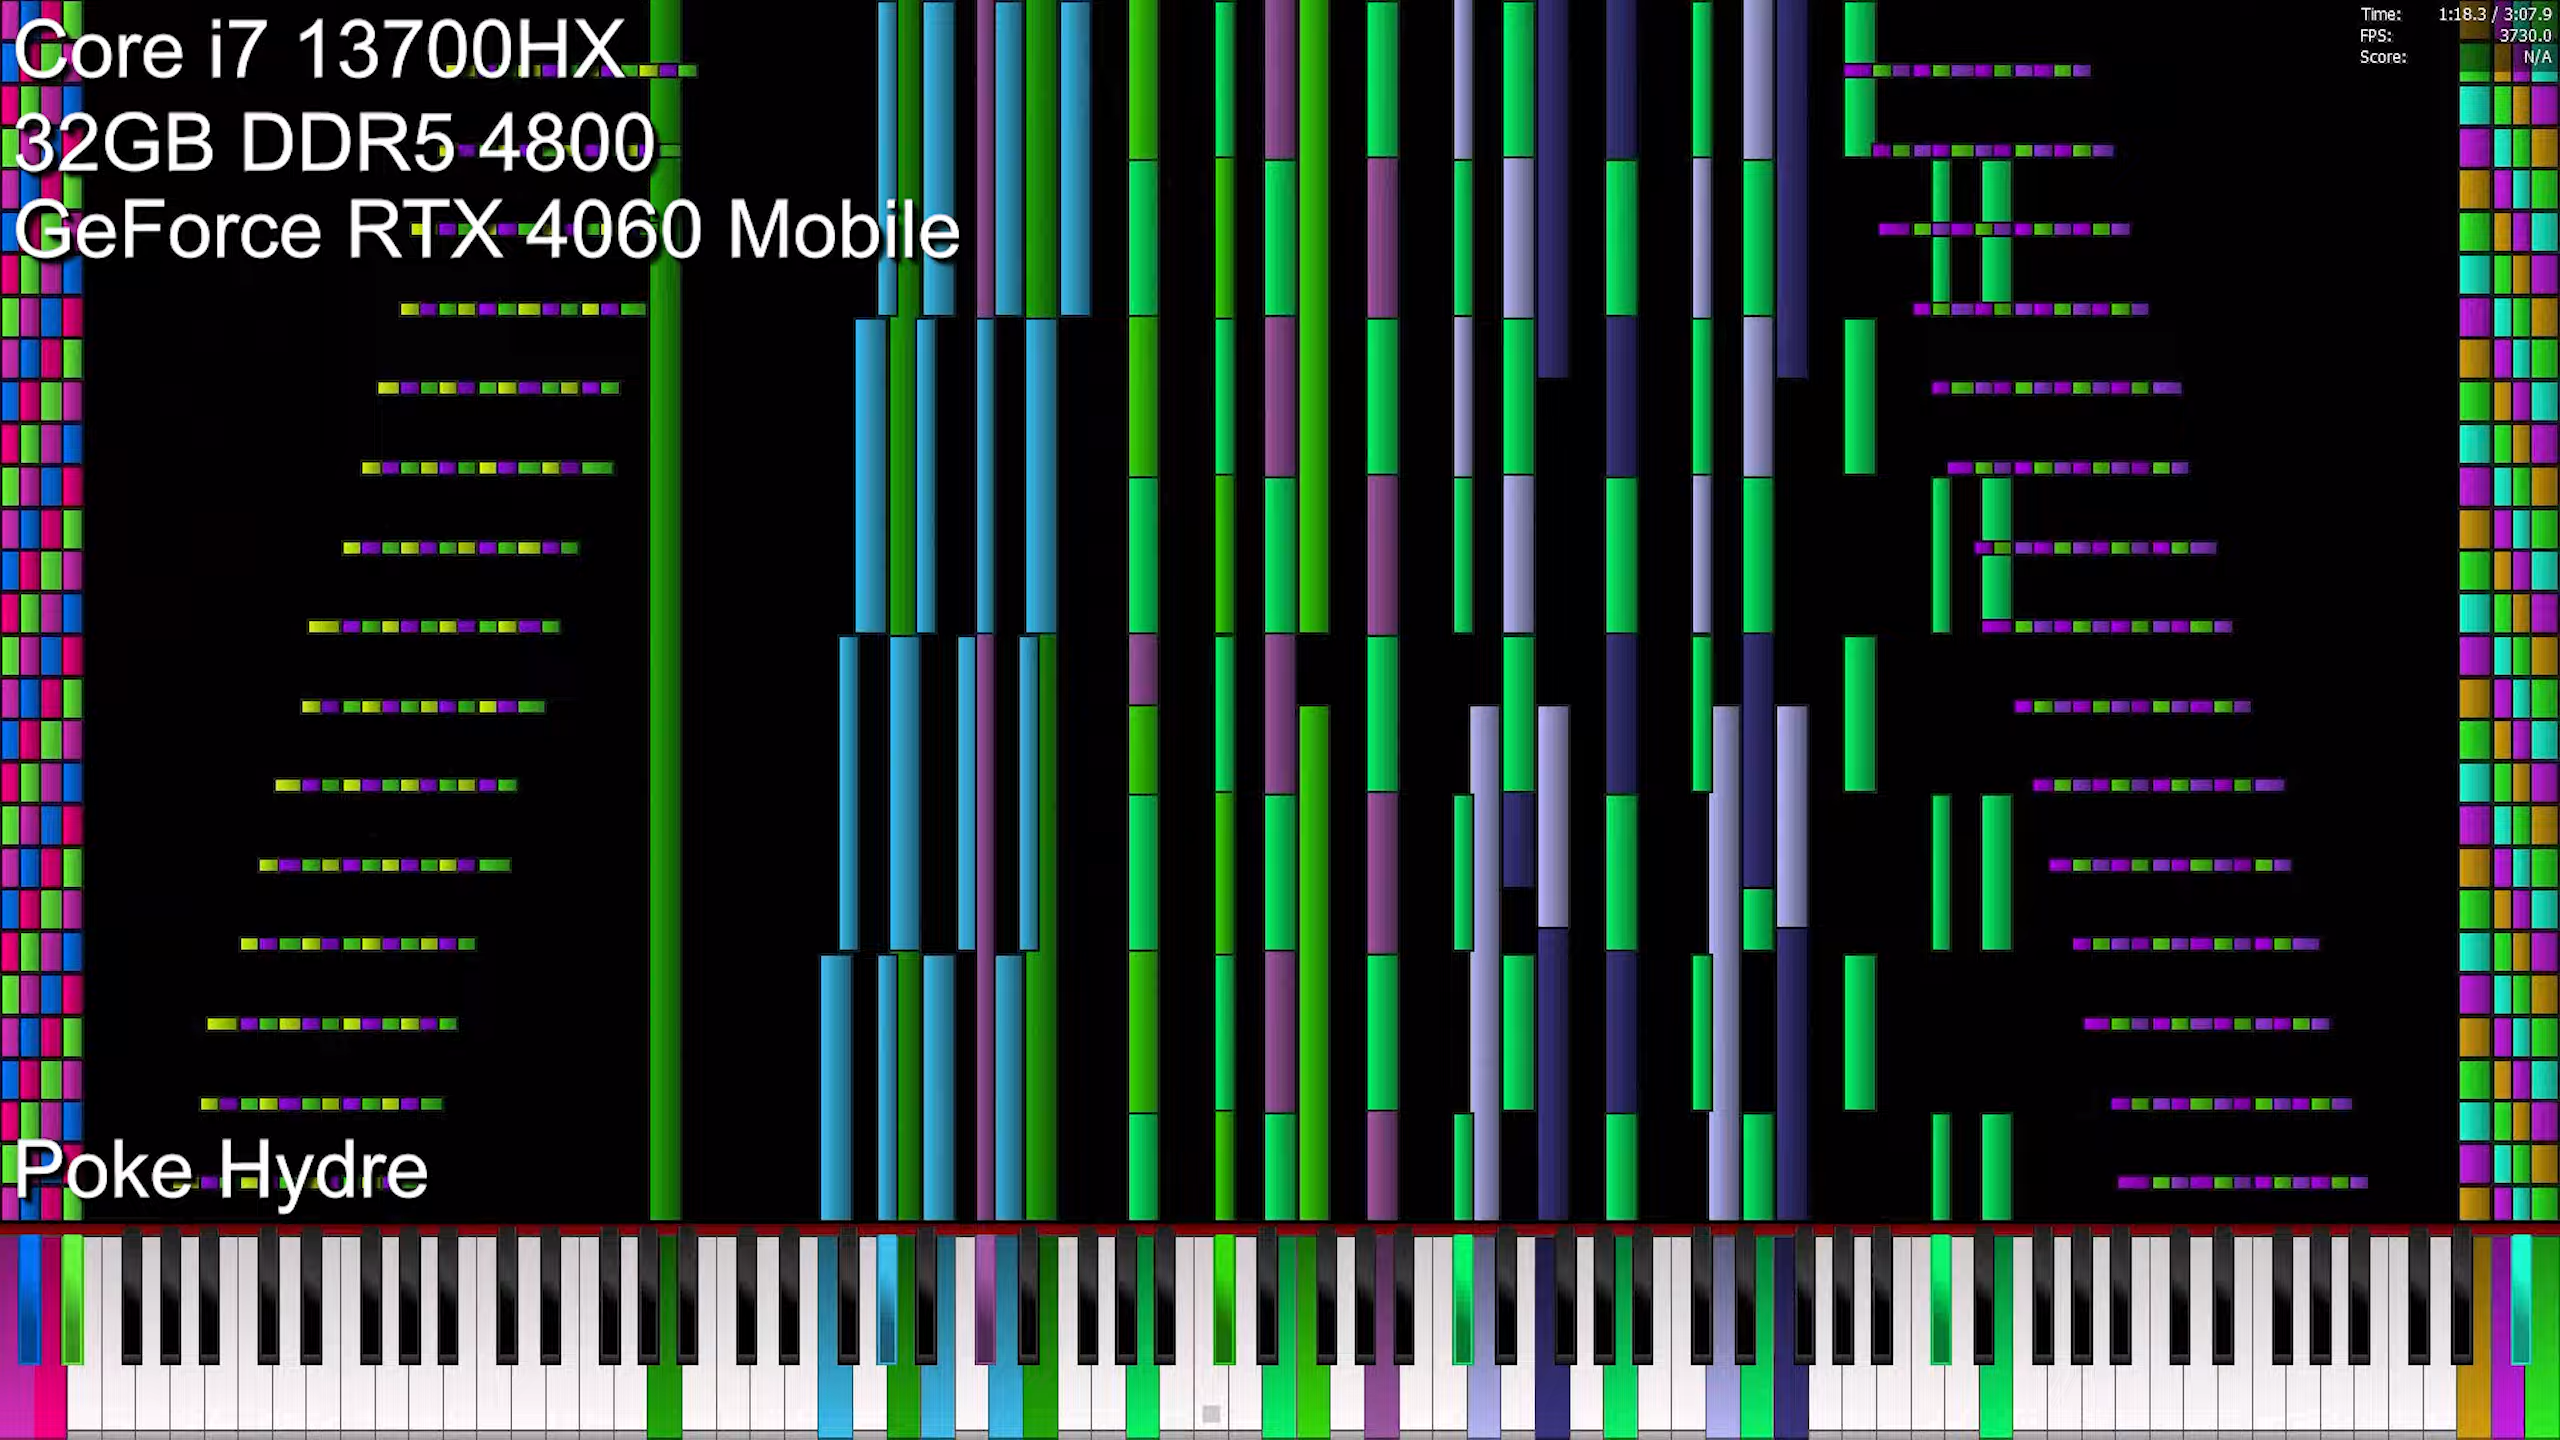 Core i7 13700HX
32GB DDR5 4800
GeForce RTX 4060 Mobile
Time: 1:18.3 / 3:07.9
FPS: 3730.0
Score: N/A
Poke Hydre